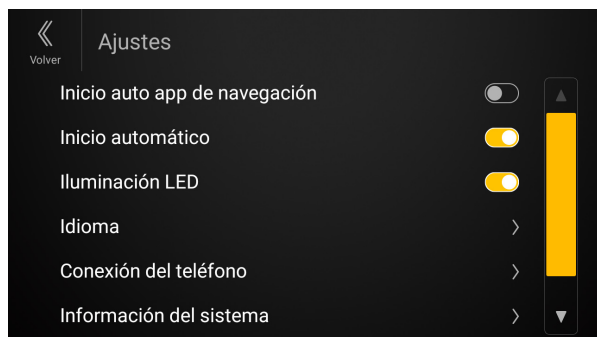 Volver
Ajustes
Inicio auto app de navegación
Inicio automático
Iluminación LED
Idioma
Conexión del teléfono
Información del sistema